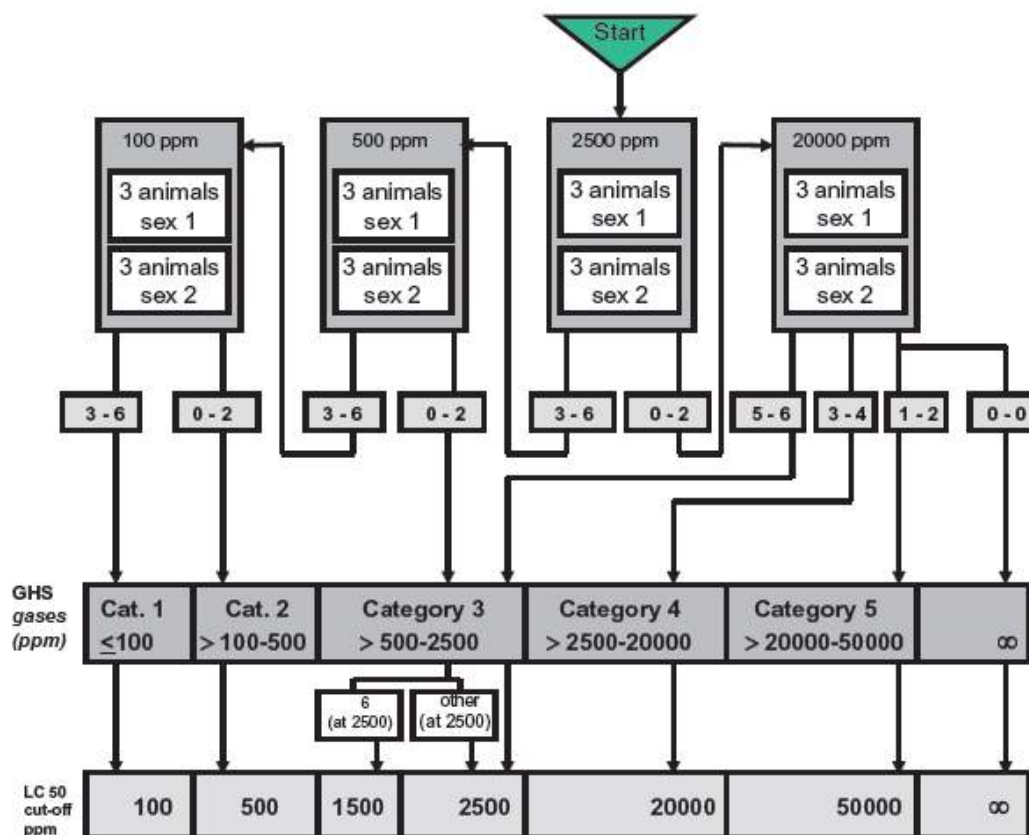 Start
100 ppm
3 animals
sex 1
3 animals
sex 2
500 ppm
3 animals
sex 1
3 animals
sex 2
2500 ppm
3 animals
sex 1
3 animals
sex 2
20000 ppm
3 animals
sex 1
3 animals
sex 2
3 - 6
0 - 2
3 - 6
0 - 2
3 - 6
0 - 2
5 - 6
3 - 4
1 - 2
0 - 0
GHS
gases
(ppm)
Cat. 1
≤100
Cat. 2
> 100-500
Category 3
> 500-2500
Category 4
> 2500-20000
Category 5
> 20000-50000
∞
6
(at 2500)
other
(at 2500)
LC 50
cut-off
ppm
100
500
1500
2500
20000
50000
∞